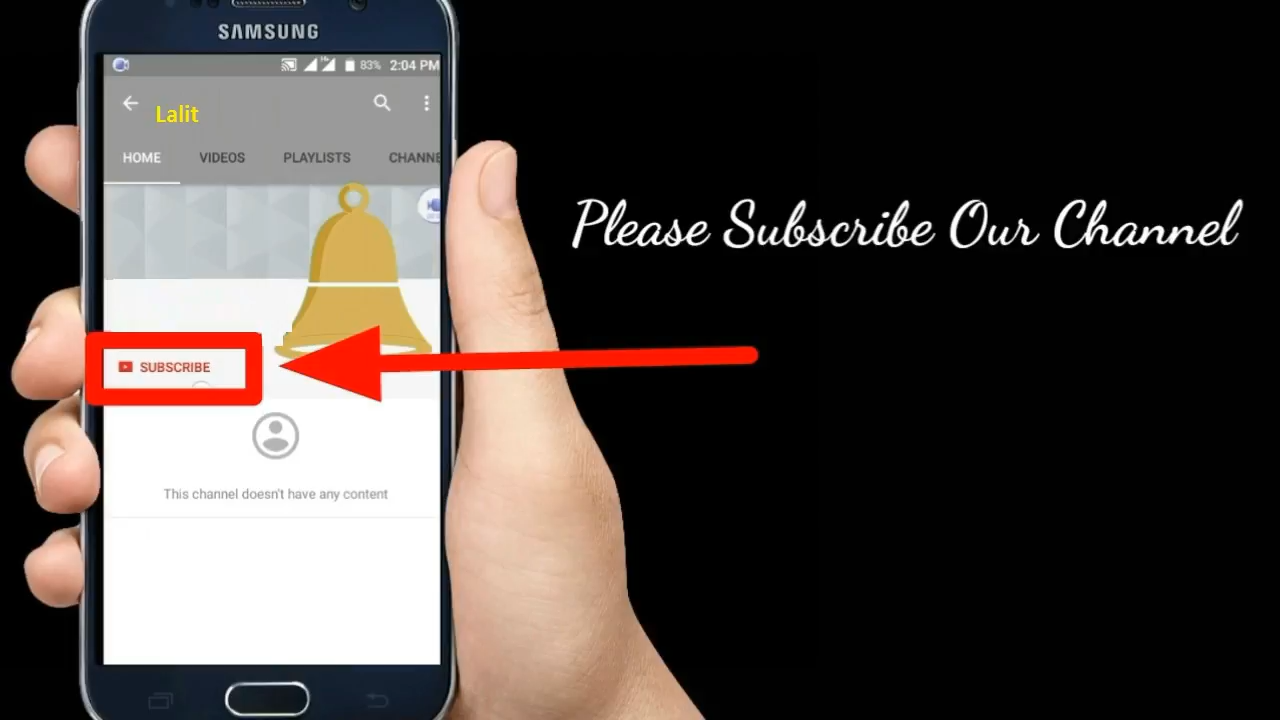 SAMSUNG
83% 2:04 PM
Lalit
HOME VIDEOS PLAYLISTS CHANNE
Please Subscribe Our Channel
SUBSCRIBE
This channel doesn't have any content